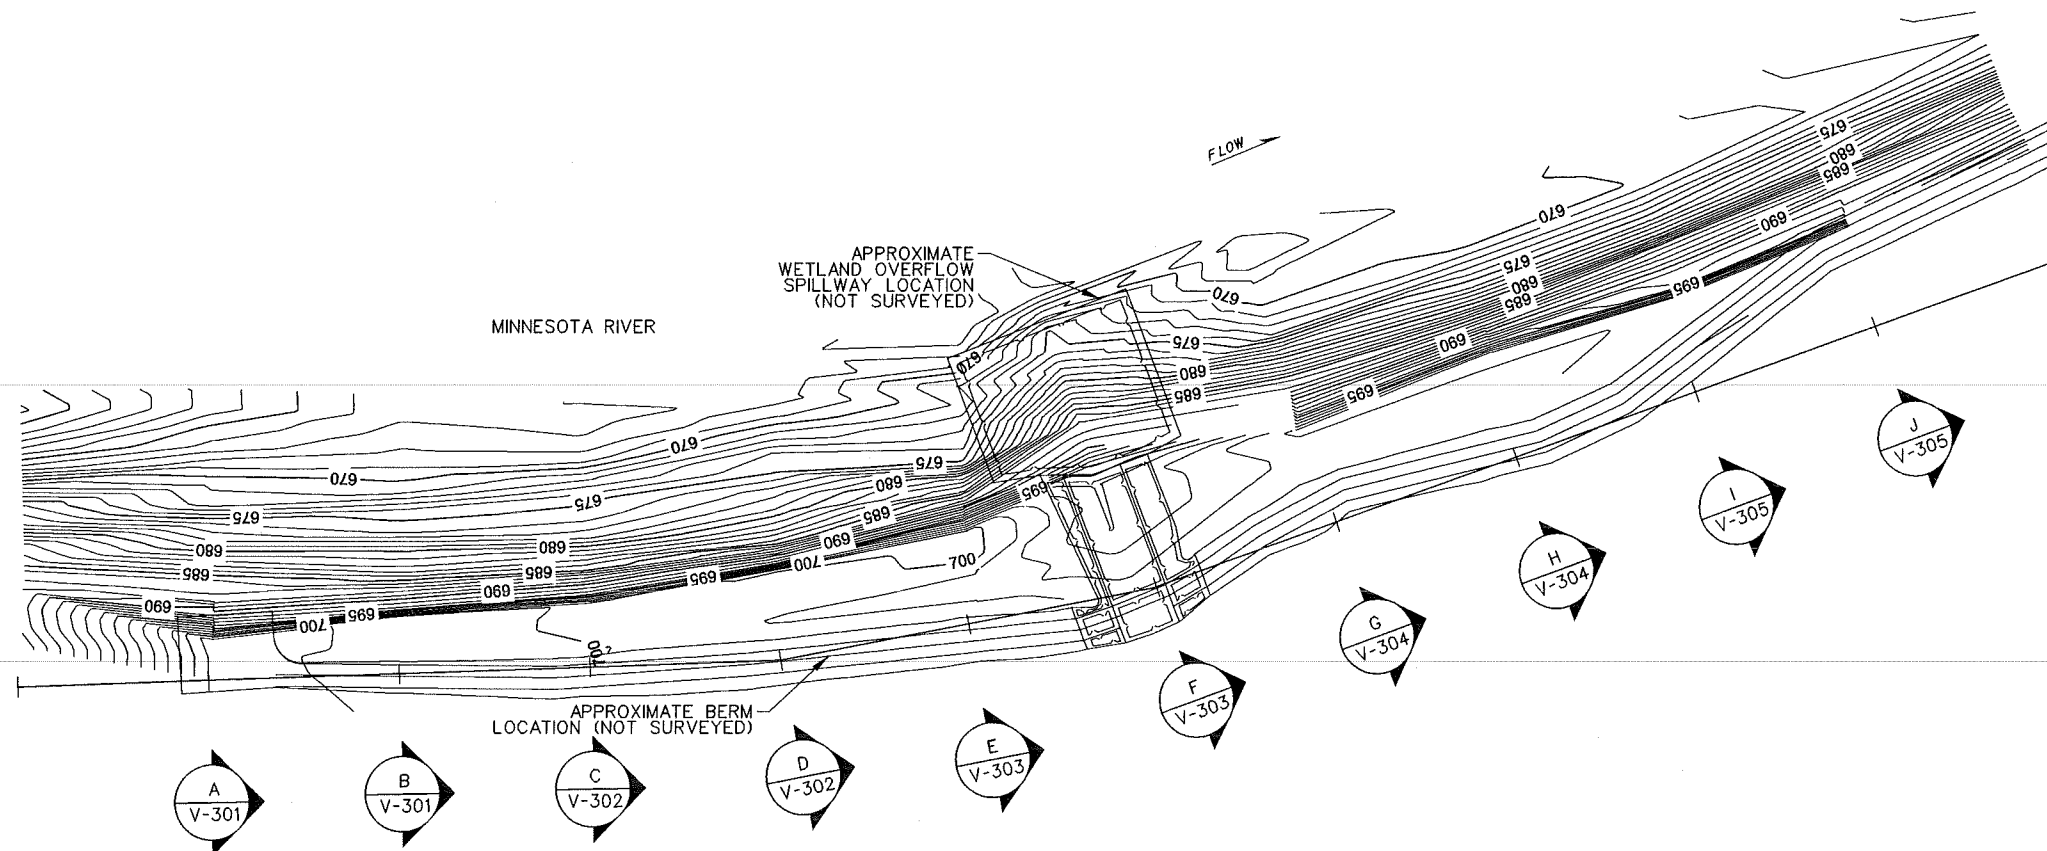 FLOW
MINNESOTA RIVER
APPROXIMATE
WETLAND OVERFLOW
SPILLWAY LOCATION
(NOT SURVEYED)
675
680
685
670
690
675
680
685
695
670
675
690
680
685
695
670
670
675
680
695
670
675
685
675
690
700
700
680
680
685
685
695
690
690
695
700
700
APPROXIMATE BERM
LOCATION (NOT SURVEYED)
A
V-301
B
V-301
C
V-302
D
V-302
E
V-303
F
V-303
G
V-304
H
V-304
I
V-305
J
V-305